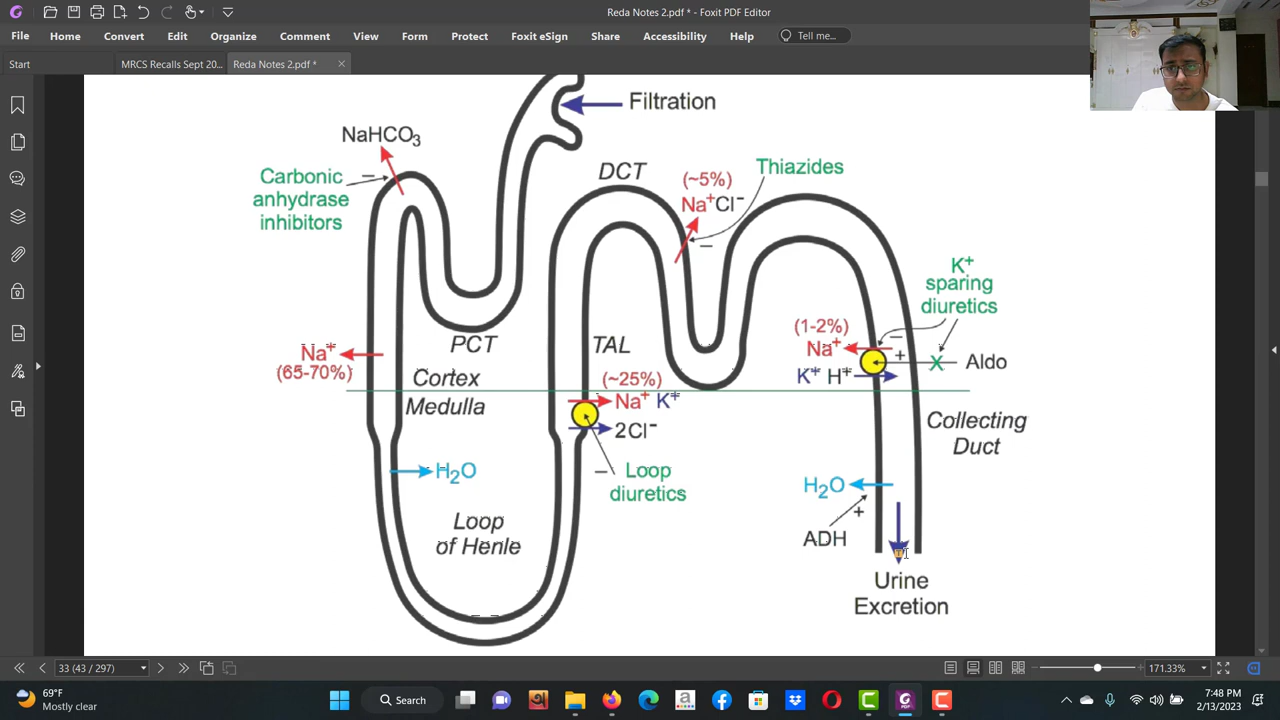 Reda Notes 2.pdf * - Foxit PDF Editor
File Home Convert Edit Organize Comment View Form Protect Foxit eSign Share Accessibility Help Tell me...
Start MRCS Recalls Sept 20... Reda Notes 2.pdf *
Filtration
NaHCO3
Carbonic
anhydrase
inhibitors
−
DCT
Thiazides
(~5%)
Na+Cl−
−
K+
sparing
diuretics
PCT
TAL
(1-2%)
Na+
−
+
X
Aldo
K+ H+
Na+
(65-70%)
Cortex
Medulla
(~25%)
Na+ K+
2Cl−
Collecting
Duct
H2O
−
Loop
diuretics
H2O
Loop
of Henle
+
ADH
Urine
Excretion
33 (43 / 297)
171.33%
69°F
Mostly clear
Search
7:48 PM
2/13/2023